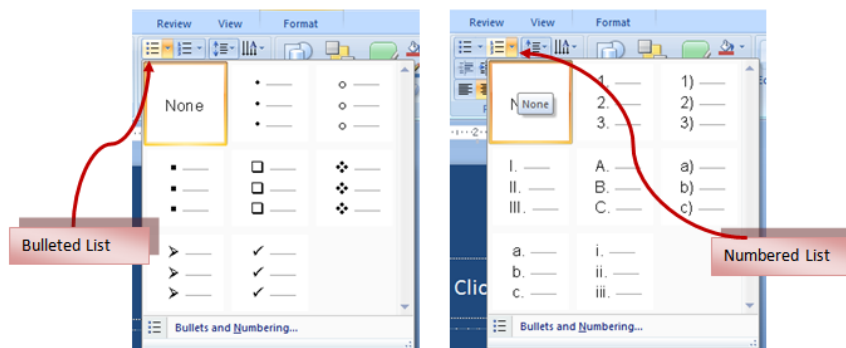 Review View Format
None
Bulleted List
Bullets and Numbering...
Review View Format
None
1. 1)
2. 2)
3. 3)
I. A. a)
II. B. b)
III. C. c)
a. i.
b. ii.
c. iii.
Numbered List
Clic
Bullets and Numbering...